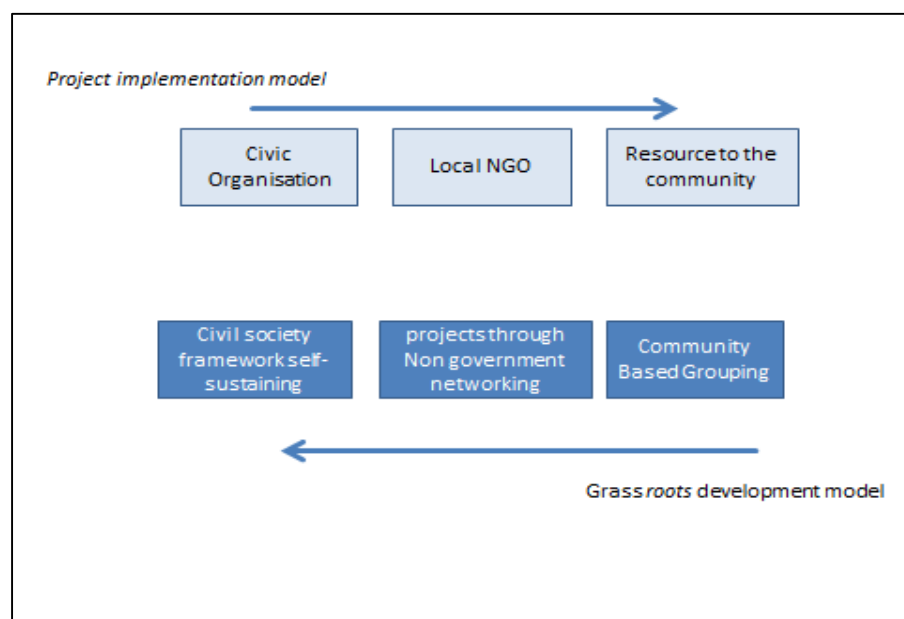 Project implementation model
Civic
Organisation
Local NGO
Resource to the
community
Civil society
framework self-
sustaining
projects through
Non government
networking
Community
Based Grouping
Grass roots development model